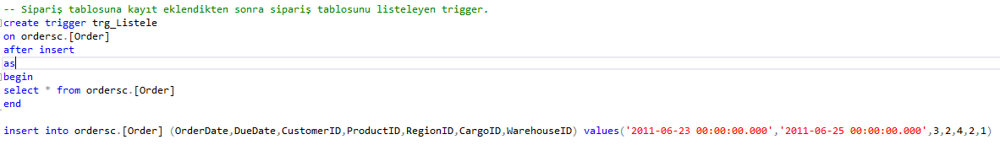 -- Sipariş tablosuna kayıt eklendikten sonra sipariş tablosunu listeleyen trigger.
create trigger trg_Listele
on ordersc.[Order]
after insert
as
begin
select * from ordersc.[Order]
end
insert into ordersc.[Order] (OrderDate,DueDate,CustomerID,ProductID,RegionID,CargoID,WarehouseID) values('2011-06-23 00:00:00.000','2011-06-25 00:00:00.000',3,2,4,2,1)